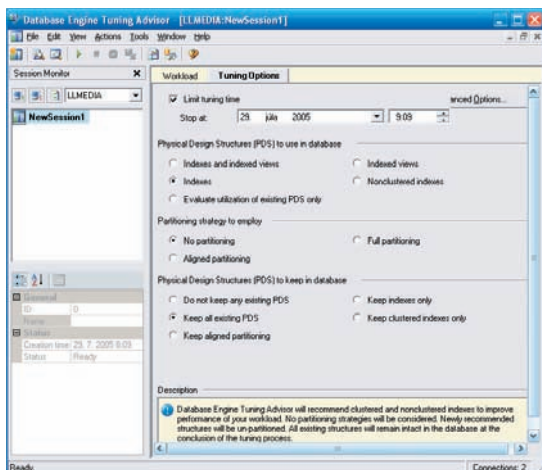 Database Engine Tuning Advisor - [LLMEDIA:NewSession1]
File Edit View Actions Tools Window Help
Session Monitor
Workload Tuning Options
LLMEDIA
NewSession1
Limit tuning time
anced Options...
Stop at: 29. júla 2005 9:09
Physical Design Structures (PDS) to use in database
Indexes and indexed views
Indexed views
Indexes
Nonclustered indexes
Evaluate utilization of existing PDS only
Partitioning strategy to employ
No partitioning
Full partitioning
Aligned partitioning
Physical Design Structures (PDS) to keep in database
Do not keep any existing PDS
Keep indexes only
Keep all existing PDS
Keep clustered indexes only
Keep aligned partitioning
General
ID 0
Name
Status
Creation time 29. 7. 2005 8:09
Status Ready
Description
Database Engine Tuning Advisor will recommend clustered and nonclustered indexes to improve
performance of your workload. No partitioning strategies will be considered. Newly recommended
structures will be un-partitioned. All existing structures will remain intact in the database at the
conclusion of the tuning process.
Ready
Connections: 2